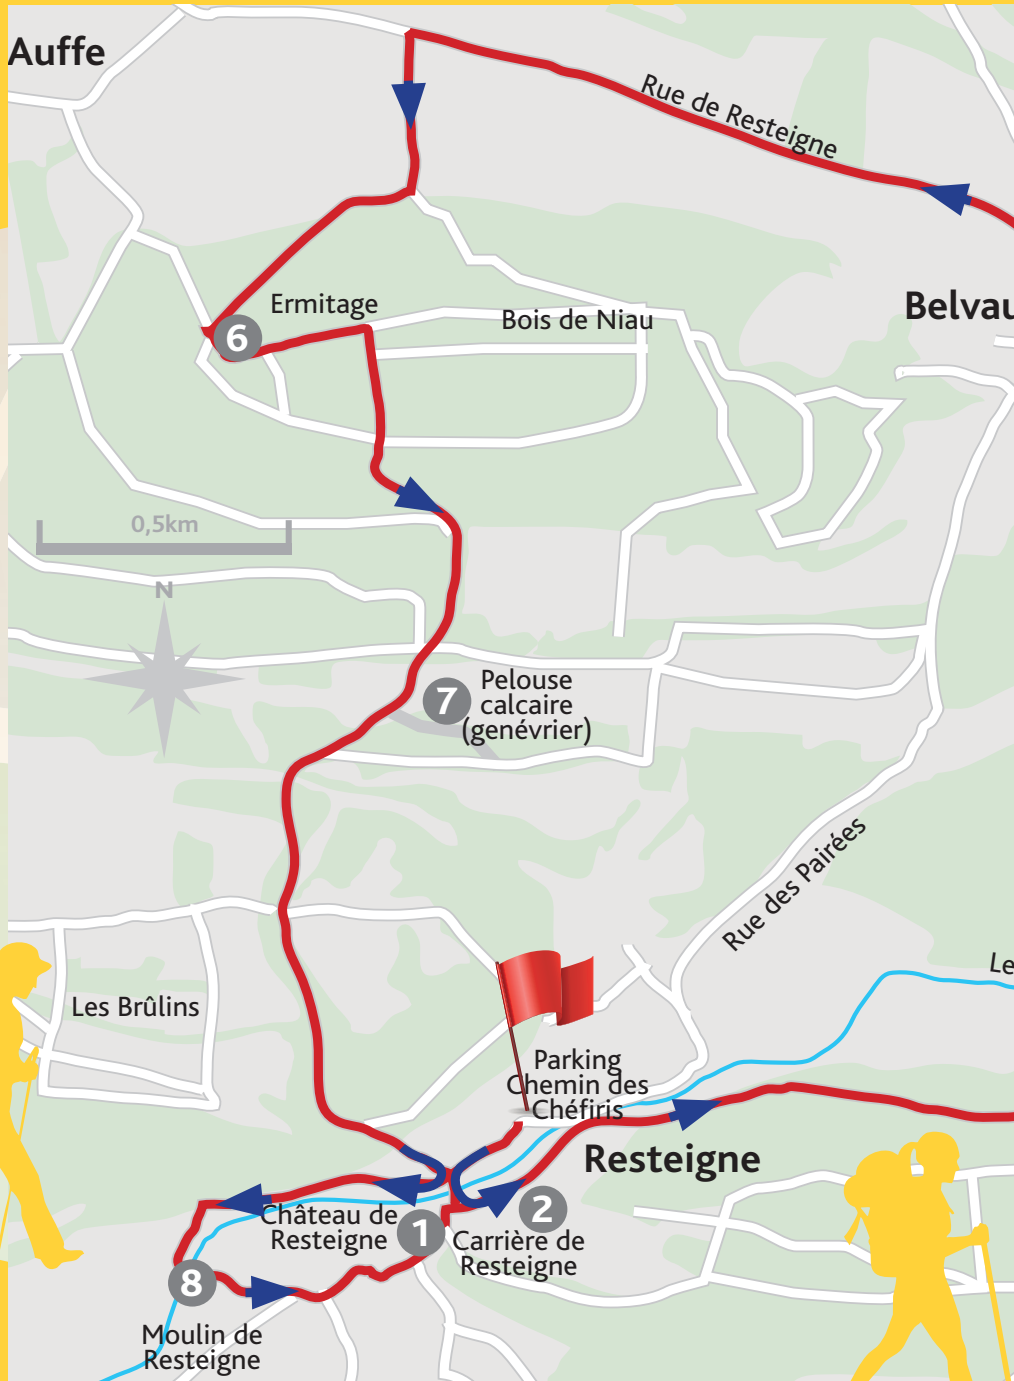 Auffe
Rue de Resteigne
Belvau
Ermitage
6
Bois de Niau
0,5km
N
7
Pelouse
calcaire
(genévrier)
Rue des Pairées
Le
Les Brûlins
Parking
Chemin des
Chéfiris
Resteigne
2
Château de
Resteigne
1
Carrière de
Resteigne
8
Moulin de
Resteigne